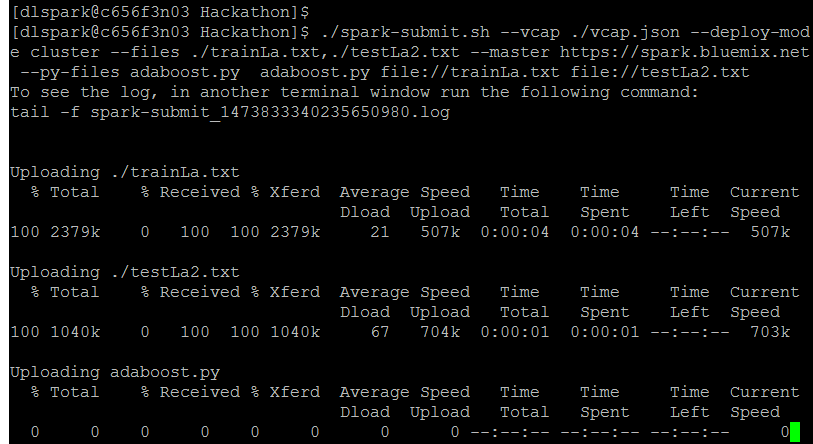 [dlspark@c656f3n03 Hackathon]$
[dlspark@c656f3n03 Hackathon]$ ./spark-submit.sh --vcap ./vcap.json --deploy-mod
e cluster --files ./trainLa.txt,./testLa2.txt --master https://spark.bluemix.net
 --py-files adaboost.py  adaboost.py file://trainLa.txt file://testLa2.txt
To see the log, in another terminal window run the following command:
tail -f spark-submit_1473833340235650980.log

Uploading ./trainLa.txt
  % Total    % Received % Xferd  Average Speed   Time    Time     Time  Current
                                 Dload  Upload   Total   Spent    Left  Speed
100 2379k    0   100  100 2379k     21   507k  0:00:04  0:00:04 --:--:--  507k

Uploading ./testLa2.txt
  % Total    % Received % Xferd  Average Speed   Time    Time     Time  Current
                                 Dload  Upload   Total   Spent    Left  Speed
100 1040k    0   100  100 1040k     67   704k  0:00:01  0:00:01 --:--:--  703k

Uploading adaboost.py
  % Total    % Received % Xferd  Average Speed   Time    Time     Time  Current
                                 Dload  Upload   Total   Spent    Left  Speed
  0     0    0     0    0     0      0      0 --:--:-- --:--:-- --:--:--     0